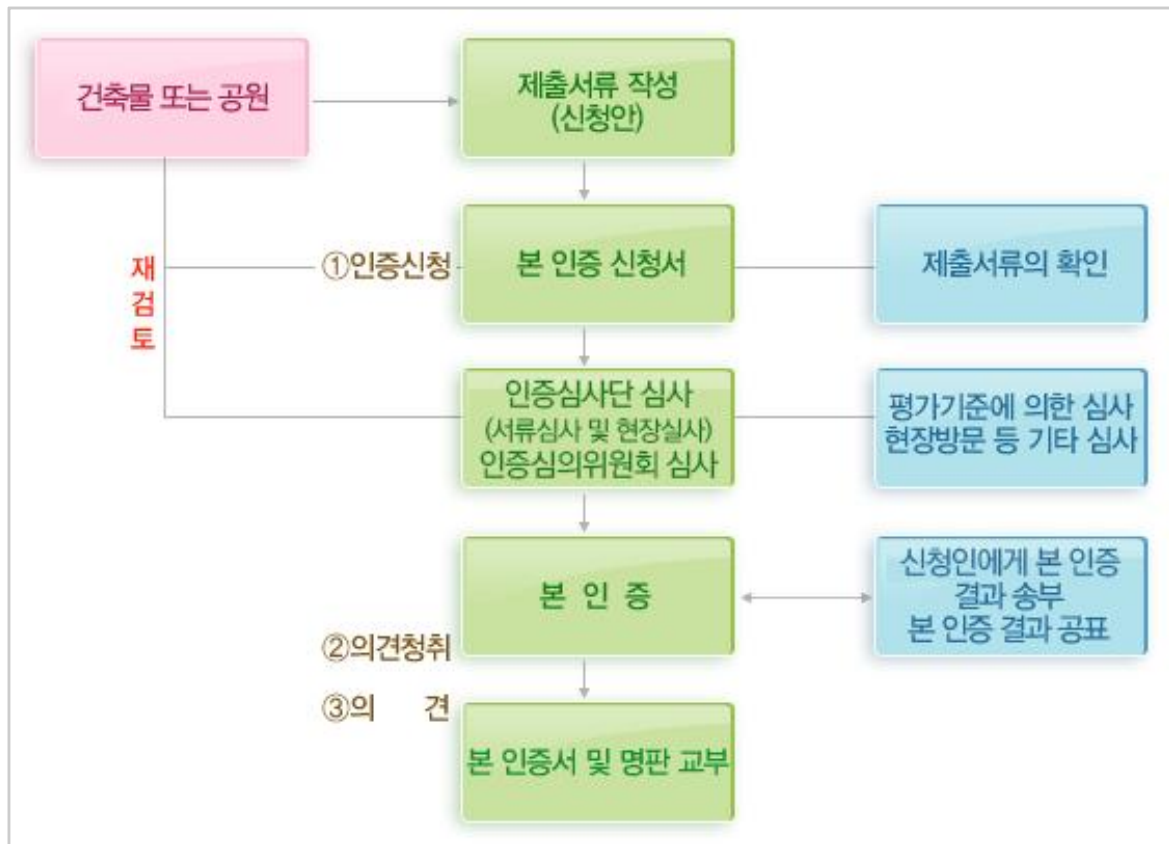 건축물 또는 공원
제출서류 작성
(신청안)
재
검
토
①인증신청
본 인증 신청서
제출서류의 확인
인증심사단 심사
(서류심사 및 현장실사)
인증심의위원회 심사
평가기준에 의한 심사
현장방문 등 기타 심사
본 인 증
신청인에게 본 인증
결과 송부
본 인증 결과 공표
②의견청취
③의 견
본 인증서 및 명판 교부